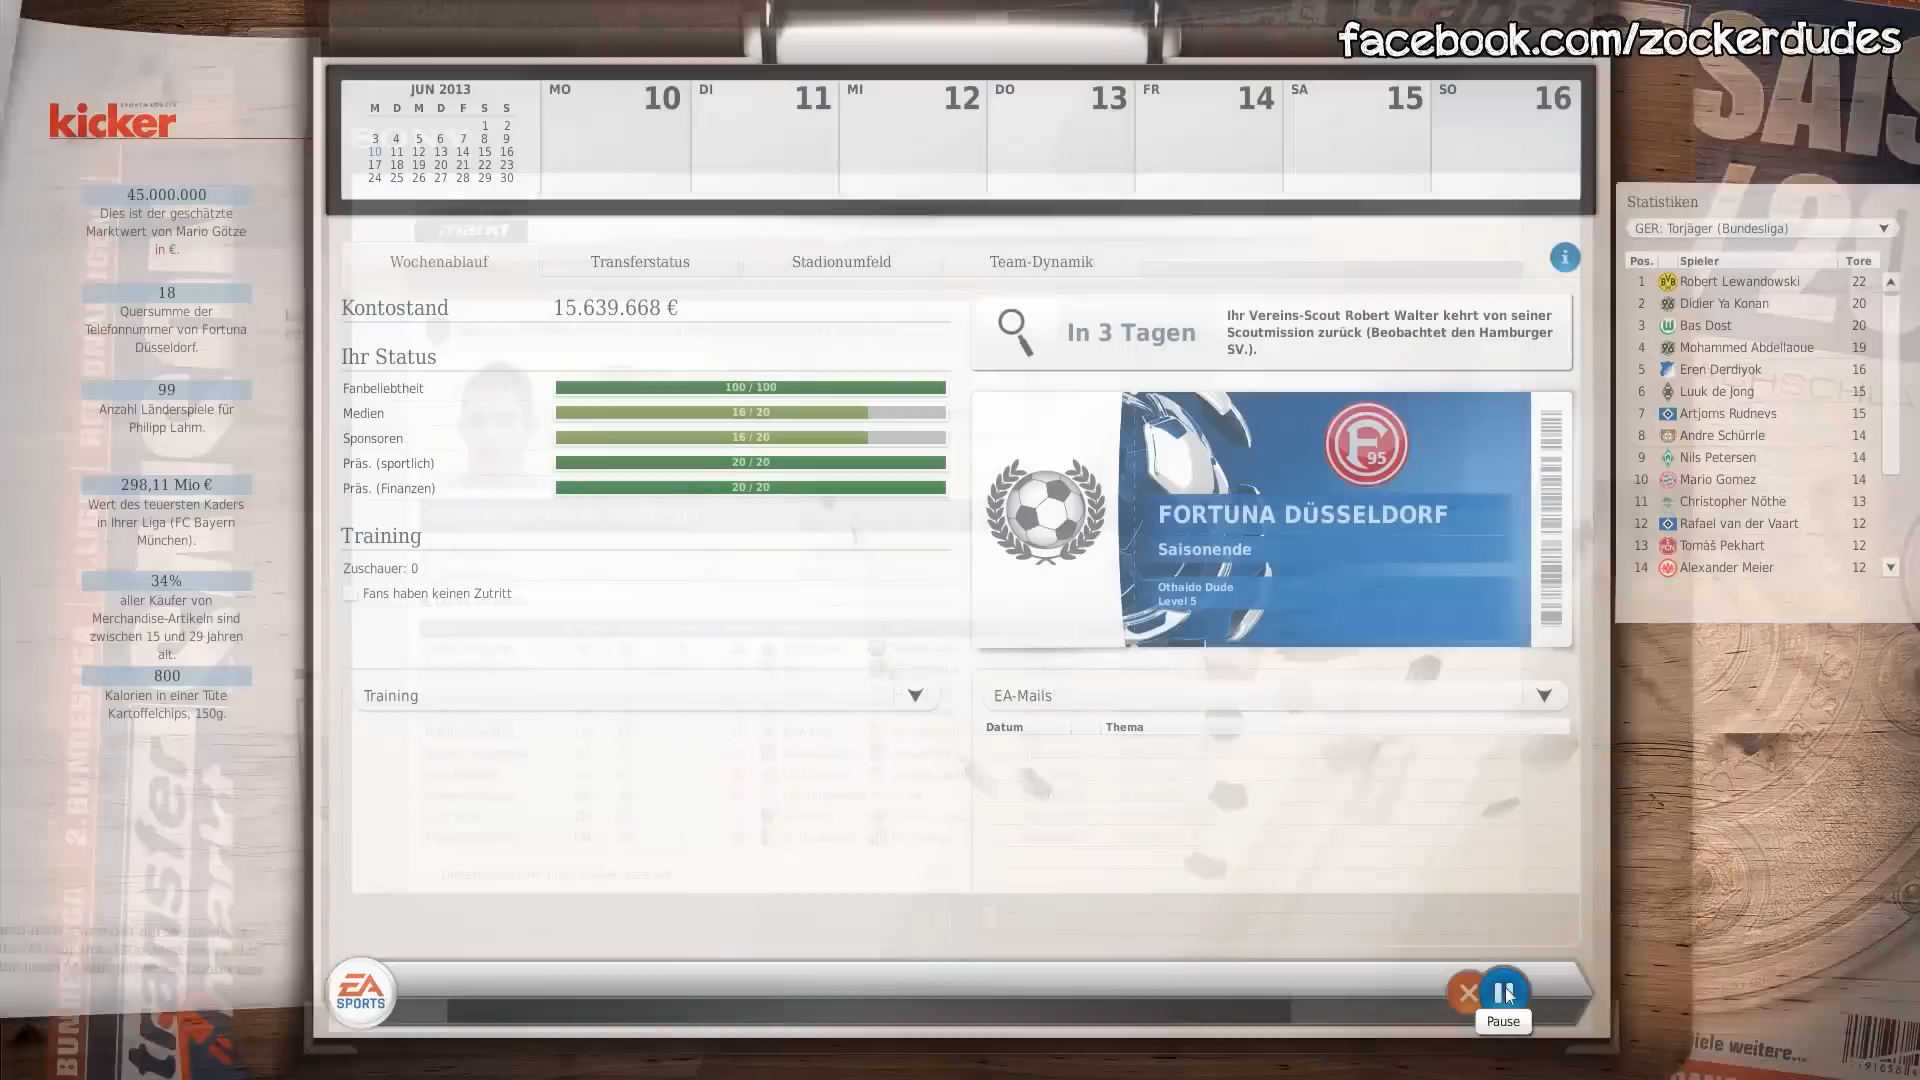 facebook.com/zockerdudes
kicker
SPORTMAGAZIN
45.000.000
Dies ist der geschätzte
Marktwert von Mario Götze
in €.
18
Quersumme der
Telefonnummer von Fortuna
Düsseldorf.
99
Anzahl Länderspiele für
Philipp Lahm.
298,11 Mio €
Wert des teuersten Kaders
in Ihrer Liga (FC Bayern
München).
34%
aller Käufer von
Merchandise-Artikeln sind
zwischen 15 und 29 Jahren
alt.
800
Kalorien in einer Tüte
Kartoffelchips, 150g.
JUN 2013
M D M D F S S
1 2
3 4 5 6 7 8 9
10 11 12 13 14 15 16
17 18 19 20 21 22 23
24 25 26 27 28 29 30
MO 10
DI 11
MI 12
DO 13
FR 14
SA 15
SO 16
markt
Wochenablauf
Transferstatus
Stadionumfeld
Team-Dynamik
i
Kontostand 15.639.668 €
Ihr Status
Fanbeliebtheit 100 / 100
Medien 16 / 20
Sponsoren 16 / 20
Präs. (sportlich) 20 / 20
Präs. (Finanzen) 20 / 20
Training
Zuschauer: 0
Fans haben keinen Zutritt
Training
In 3 Tagen
Ihr Vereins-Scout Robert Walter kehrt von seiner
Scoutmission zurück (Beobachtet den Hamburger
SV.).
F95
FORTUNA DÜSSELDORF
Saisonende
Othaido Dude
Level 5
EA-Mails
Datum Thema
Statistiken
GER: Torjäger (Bundesliga)
Pos. Spieler Tore
1 Robert Lewandowski 22
2 Didier Ya Konan 20
3 Bas Dost 20
4 Mohammed Abdellaoue 19
5 Eren Derdiyok 16
6 Luuk de Jong 15
7 Artjoms Rudnevs 15
8 Andre Schürrle 14
9 Nils Petersen 14
10 Mario Gomez 14
11 Christopher Nöthe 13
12 Rafael van der Vaart 12
13 Tomáš Pekhart 12
14 Alexander Meier 12
EA
SPORTS
Pause
2.BUNDESLIGA
BUNDESLIGA
transfer
markt
SAIS
viele weitere...